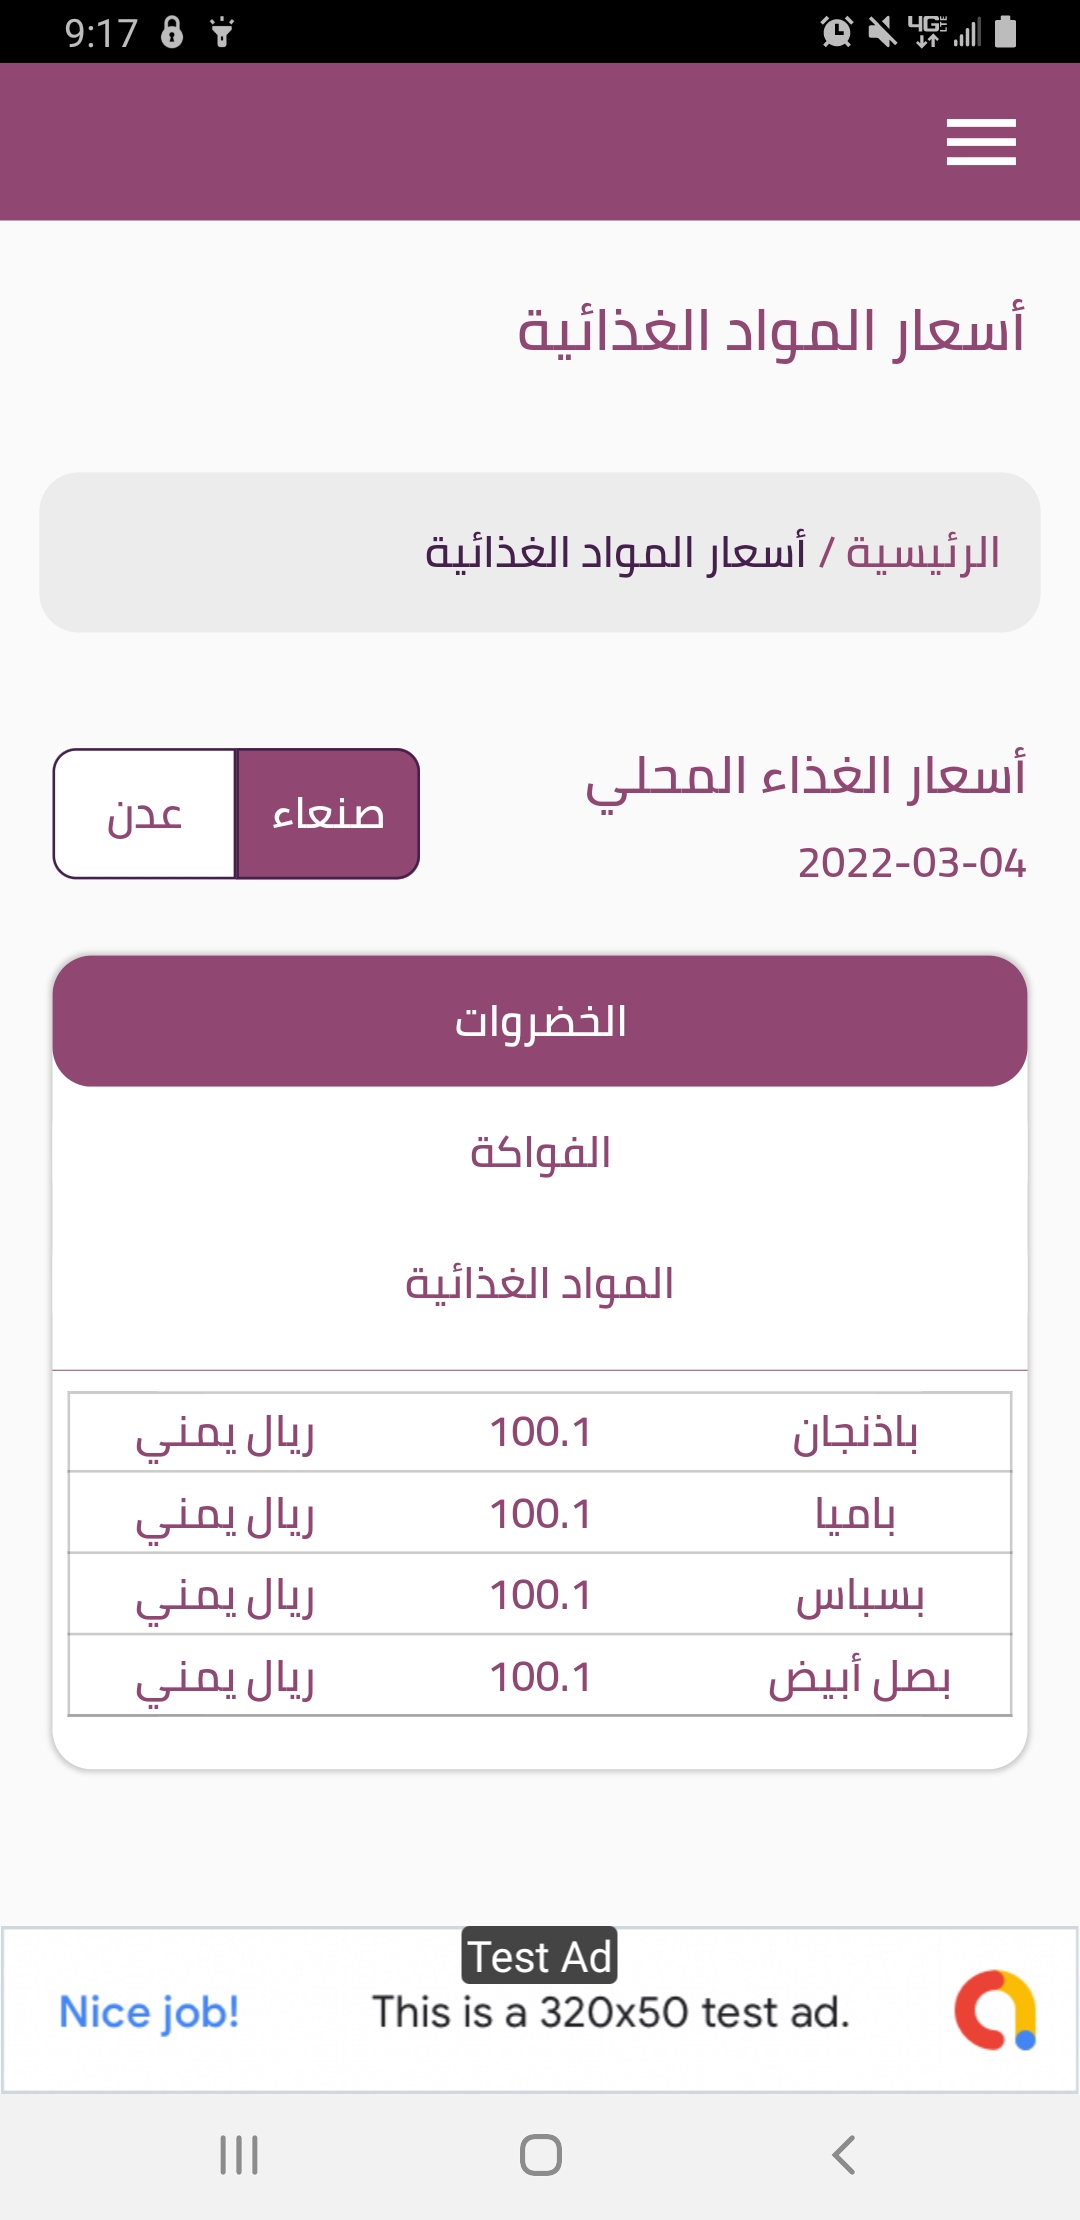 9:17 4G LTE
أسعار المواد الغذائية
الرئيسية / أسعار المواد الغذائية
أسعار الغذاء المحلي
2022-03-04
صنعاء عدن
الخضروات
الفواكة
المواد الغذائية
باذنجان 100.1 ريال يمني
باميا 100.1 ريال يمني
بسباس 100.1 ريال يمني
بصل أبيض 100.1 ريال يمني
Test Ad
Nice job! This is a 320x50 test ad.